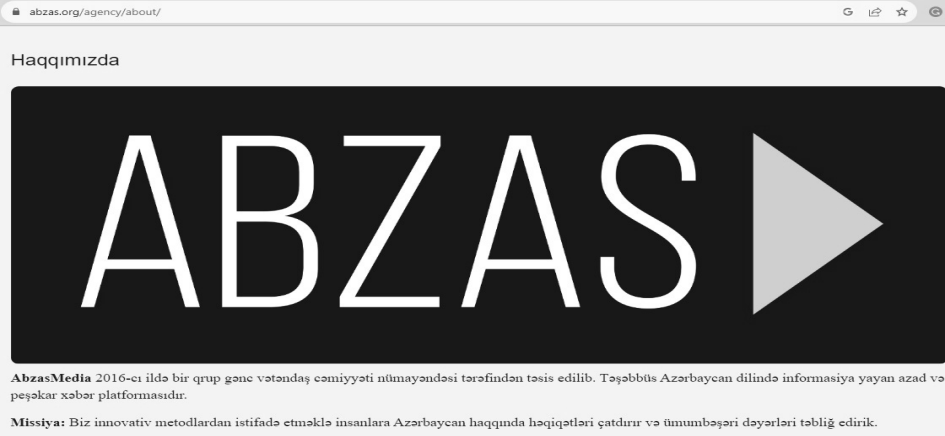 abzas.org/agency/about/
Haqqımızda
ABZAS
AbzasMedia 2016-cı ildə bir qrup gənc vətəndaş cəmiyyəti nümayəndəsi tərəfindən təsis edilib. Təşəbbüs Azərbaycan dilində informasiya yayan azad və
peşəkar xəbər platformasıdır.
Missiya: Biz innovativ metodlardan istifadə etməklə insanlara Azərbaycan haqqında həqiqətləri çatdırır və ümumbəşəri dəyərləri təbliğ edirik.